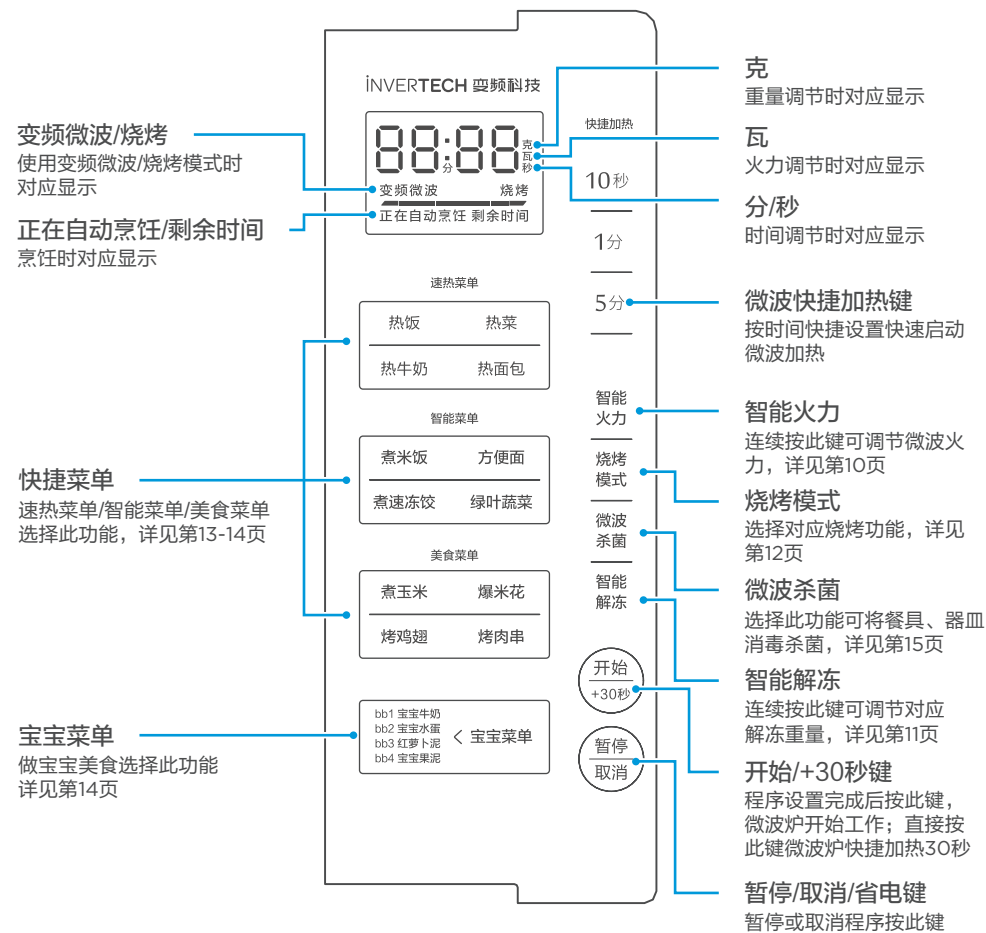 变频微波/烧烤
使用变频微波/烧烤模式时
对应显示
正在自动烹饪/剩余时间
烹饪时对应显示
快捷菜单
速热菜单/智能菜单/美食菜单
选择此功能，详见第13-14页
宝宝菜单
做宝宝美食选择此功能
详见第14页
iNVERTECH 变频科技
88:88
克
瓦
分 秒
变频微波 烧烤
正在自动烹饪 剩余时间
速热菜单
热饭 热菜
热牛奶 热面包
智能菜单
煮米饭 方便面
煮速冻饺 绿叶蔬菜
美食菜单
煮玉米 爆米花
烤鸡翅 烤肉串
bb1 宝宝牛奶
bb2 宝宝水蛋
bb3 红萝卜泥
bb4 宝宝果泥
< 宝宝菜单
快捷加热
10秒
1分
5分
智能
火力
烧烤
模式
微波
杀菌
智能
解冻
开始
+30秒
暂停
取消
克
重量调节时对应显示
瓦
火力调节时对应显示
分/秒
时间调节时对应显示
微波快捷加热键
按时间快捷设置快速启动
微波加热
智能火力
连续按此键可调节微波火
力，详见第10页
烧烤模式
选择对应烧烤功能，详见
第12页
微波杀菌
选择此功能可将餐具、器皿
消毒杀菌，详见第15页
智能解冻
连续按此键可调节对应
解冻重量，详见第11页
开始/+30秒键
程序设置完成后按此键，
微波炉开始工作；直接按
此键微波炉快捷加热30秒
暂停/取消/省电键
暂停或取消程序按此键